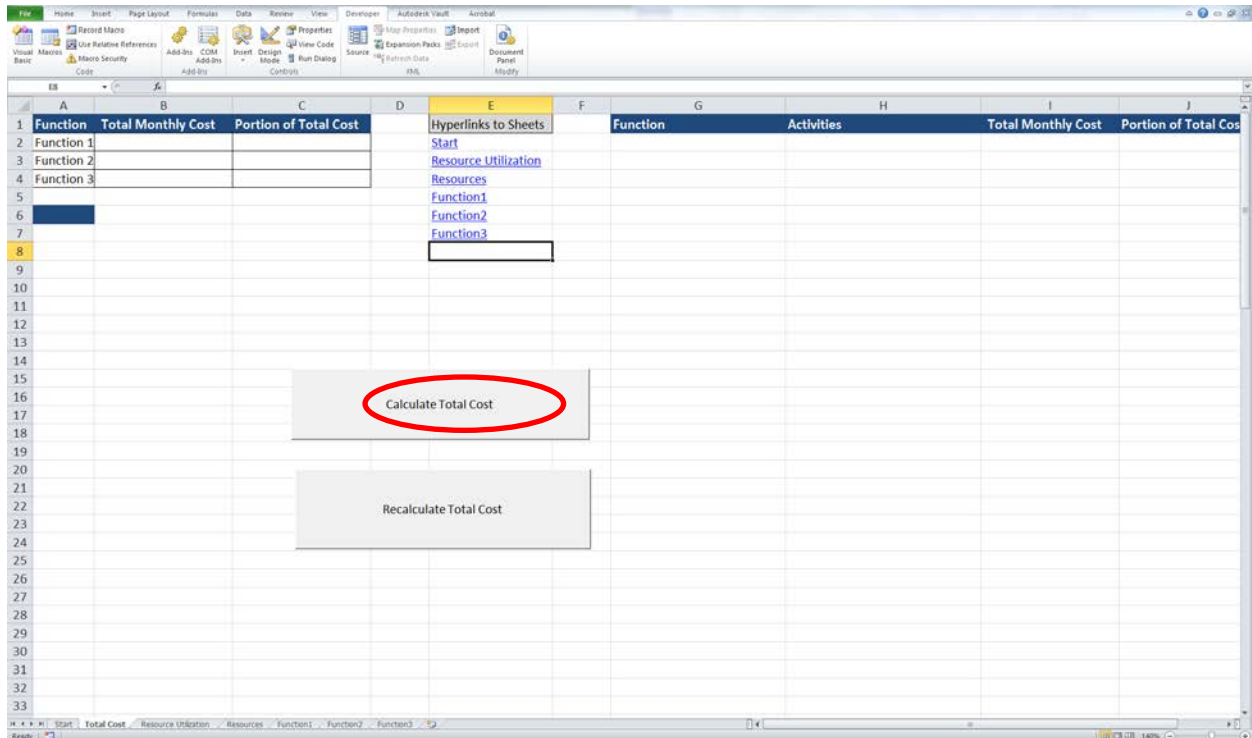 File Home Insert Page Layout Formulas Data Review View Developer Autodesk Vault Acrobat
Record Macro Properties Map Properties Import
Use Relative References View Code Expansion Packs Export
Visual Basic Macros Macro Security Add-Ins COM Add-Ins Insert Design Mode Run Dialog Source Refresh Data Document Panel
Code Add-Ins Controls XML Modify
E8 fx
A B C D E F G H I J
1 Function Total Monthly Cost Portion of Total Cost Hyperlinks to Sheets Function Activities Total Monthly Cost Portion of Total Cos
2 Function 1 Start
3 Function 2 Resource Utilization
4 Function 3 Resources
5 Function1
6 Function2
7 Function3
8
9
10
11
12
13
14
15
16 Calculate Total Cost
17
18
19
20
21
22 Recalculate Total Cost
23
24
25
26
27
28
29
30
31
32
33
Start Total Cost Resource Utilization Resources Function1 Function2 Function3
Ready 140%